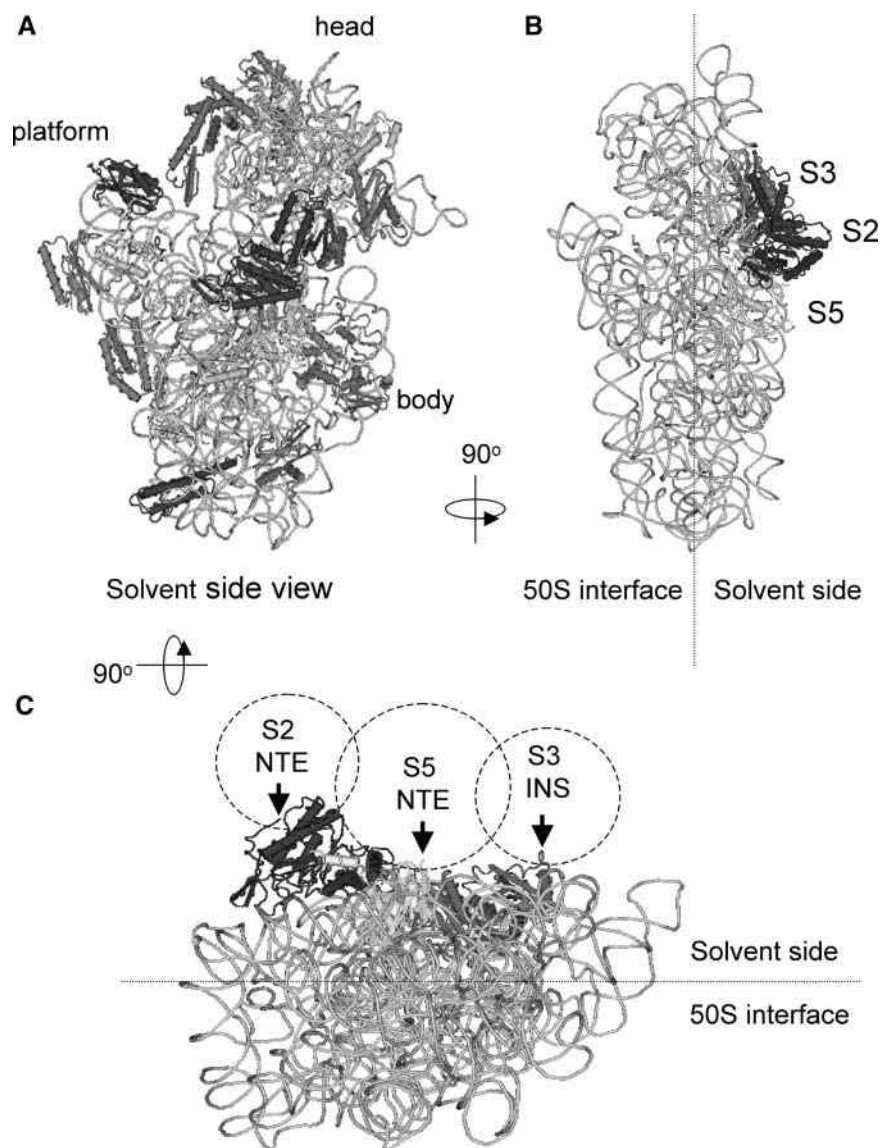 A
head
B
platform
S3
S2
S5
body
90°
50S interface
Solvent side
Solvent side view
90°
C
S2
NTE
S5
NTE
S3
INS
Solvent side
50S interface